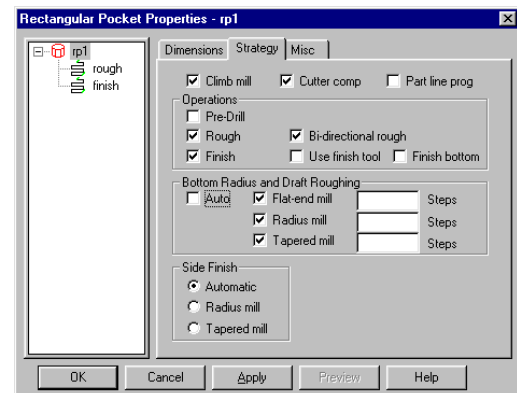 Rectangular Pocket Properties - rp1
rp1
rough
finish
Dimensions Strategy Misc
Climb mill Cutter comp Part line prog
Operations
Pre-Drill
Rough Bi-directional rough
Finish Use finish tool Finish bottom
Bottom Radius and Draft Roughing
Auto Flat-end mill Steps
Radius mill Steps
Tapered mill Steps
Side Finish
Automatic
Radius mill
Tapered mill
OK Cancel Apply Preview Help